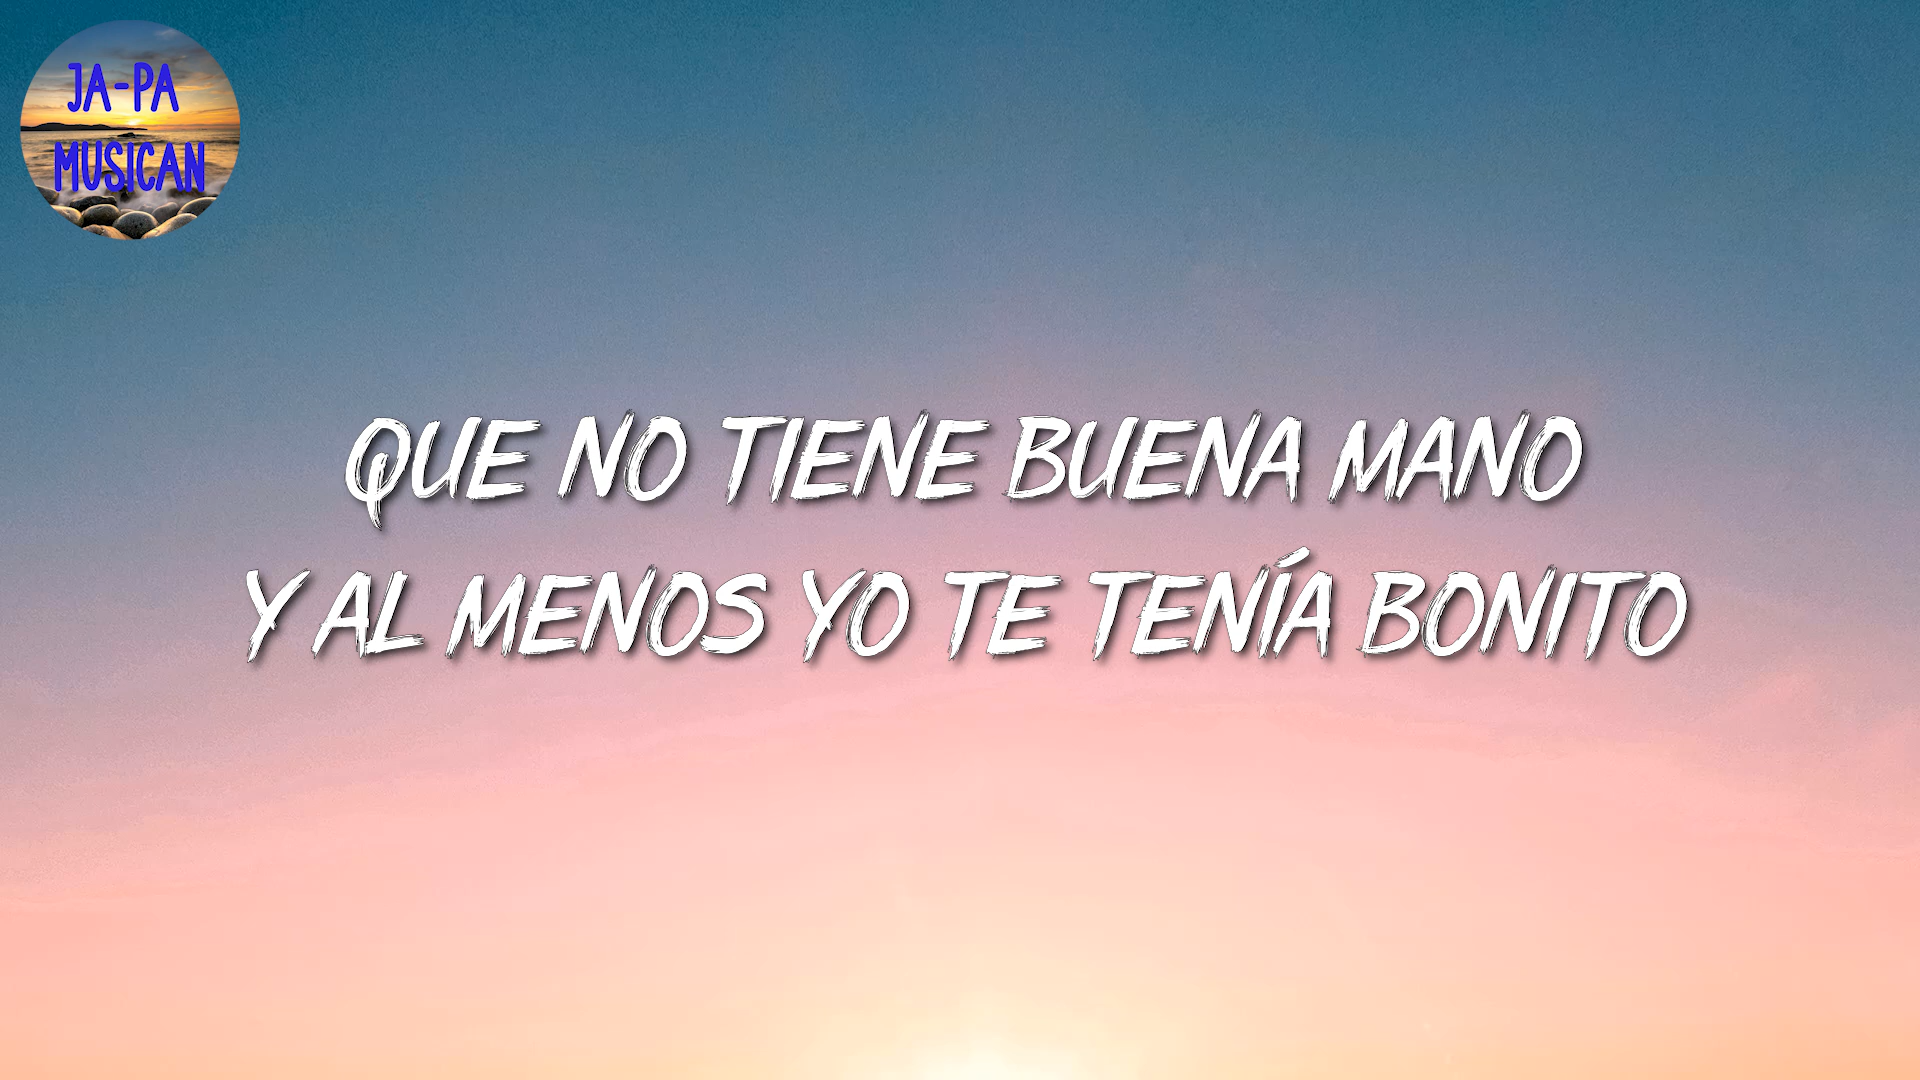 JA-PA
MUSICAN
QUE NO TIENE BUENA MANO
Y AL MENOS YO TE TENÍA BONITO